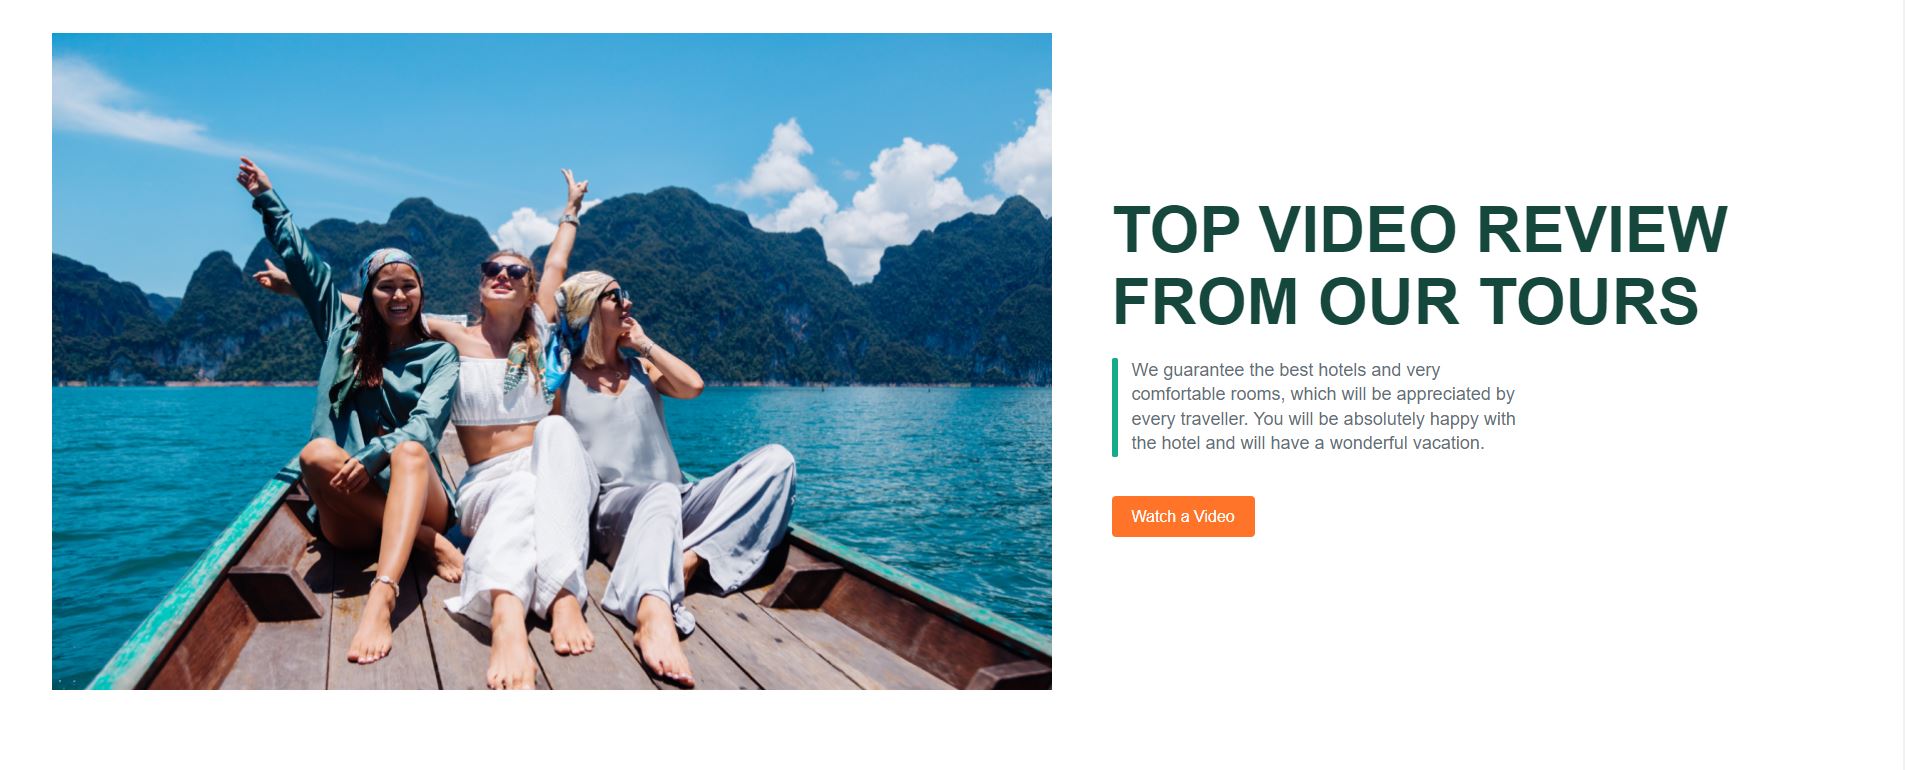 TOP VIDEO REVIEW
FROM OUR TOURS
We guarantee the best hotels and very
comfortable rooms, which will be appreciated by
every traveller. You will be absolutely happy with
the hotel and will have a wonderful vacation.
Watch a Video